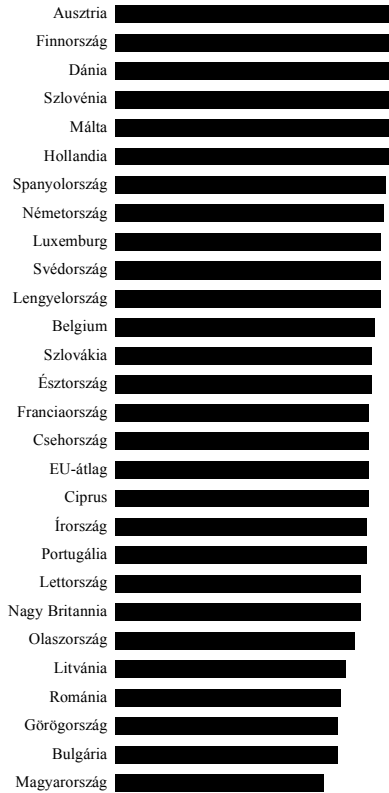 Ausztria
Finnország
Dánia
Szlovénia
Málta
Hollandia
Spanyolország
Németország
Luxemburg
Svédország
Lengyelország
Belgium
Szlovákia
Észtország
Franciaország
Csehország
EU-átlag
Ciprus
Írország
Portugália
Lettország
Nagy Britannia
Olaszország
Litvánia
Románia
Görögország
Bulgária
Magyarország